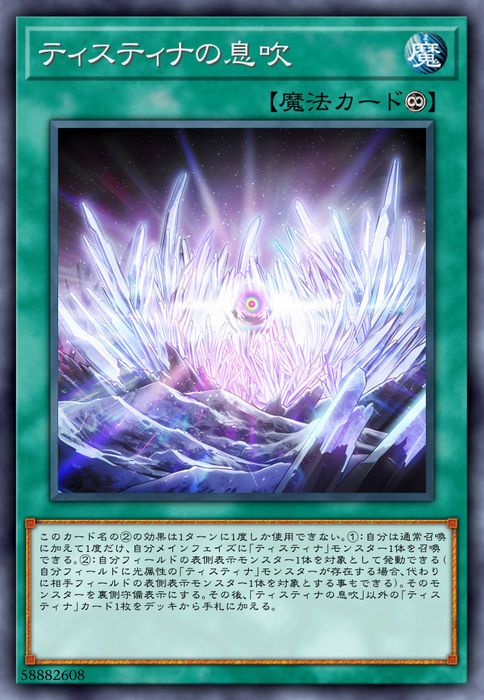 ティスティナの息吹
魔
【魔法カード♾】
このカード名の②の効果は1ターンに1度しか使用できない。①:自分は通常召喚
に加えて1度だけ、自分メインフェイズに「ティスティナ」モンスター1体を召喚
できる。②:自分フィールドの表側表示モンスター1体を対象として発動できる(
自分フィールドに光属性の「ティスティナ」モンスターが存在する場合、代わり
に相手フィールドの表側表示モンスター1体を対象とする事もできる)。そのモ
ンスターを裏側守備表示にする。その後、「ティスティナの息吹」以外の「ティス
ティナ」カード1枚をデッキから手札に加える。
58882608